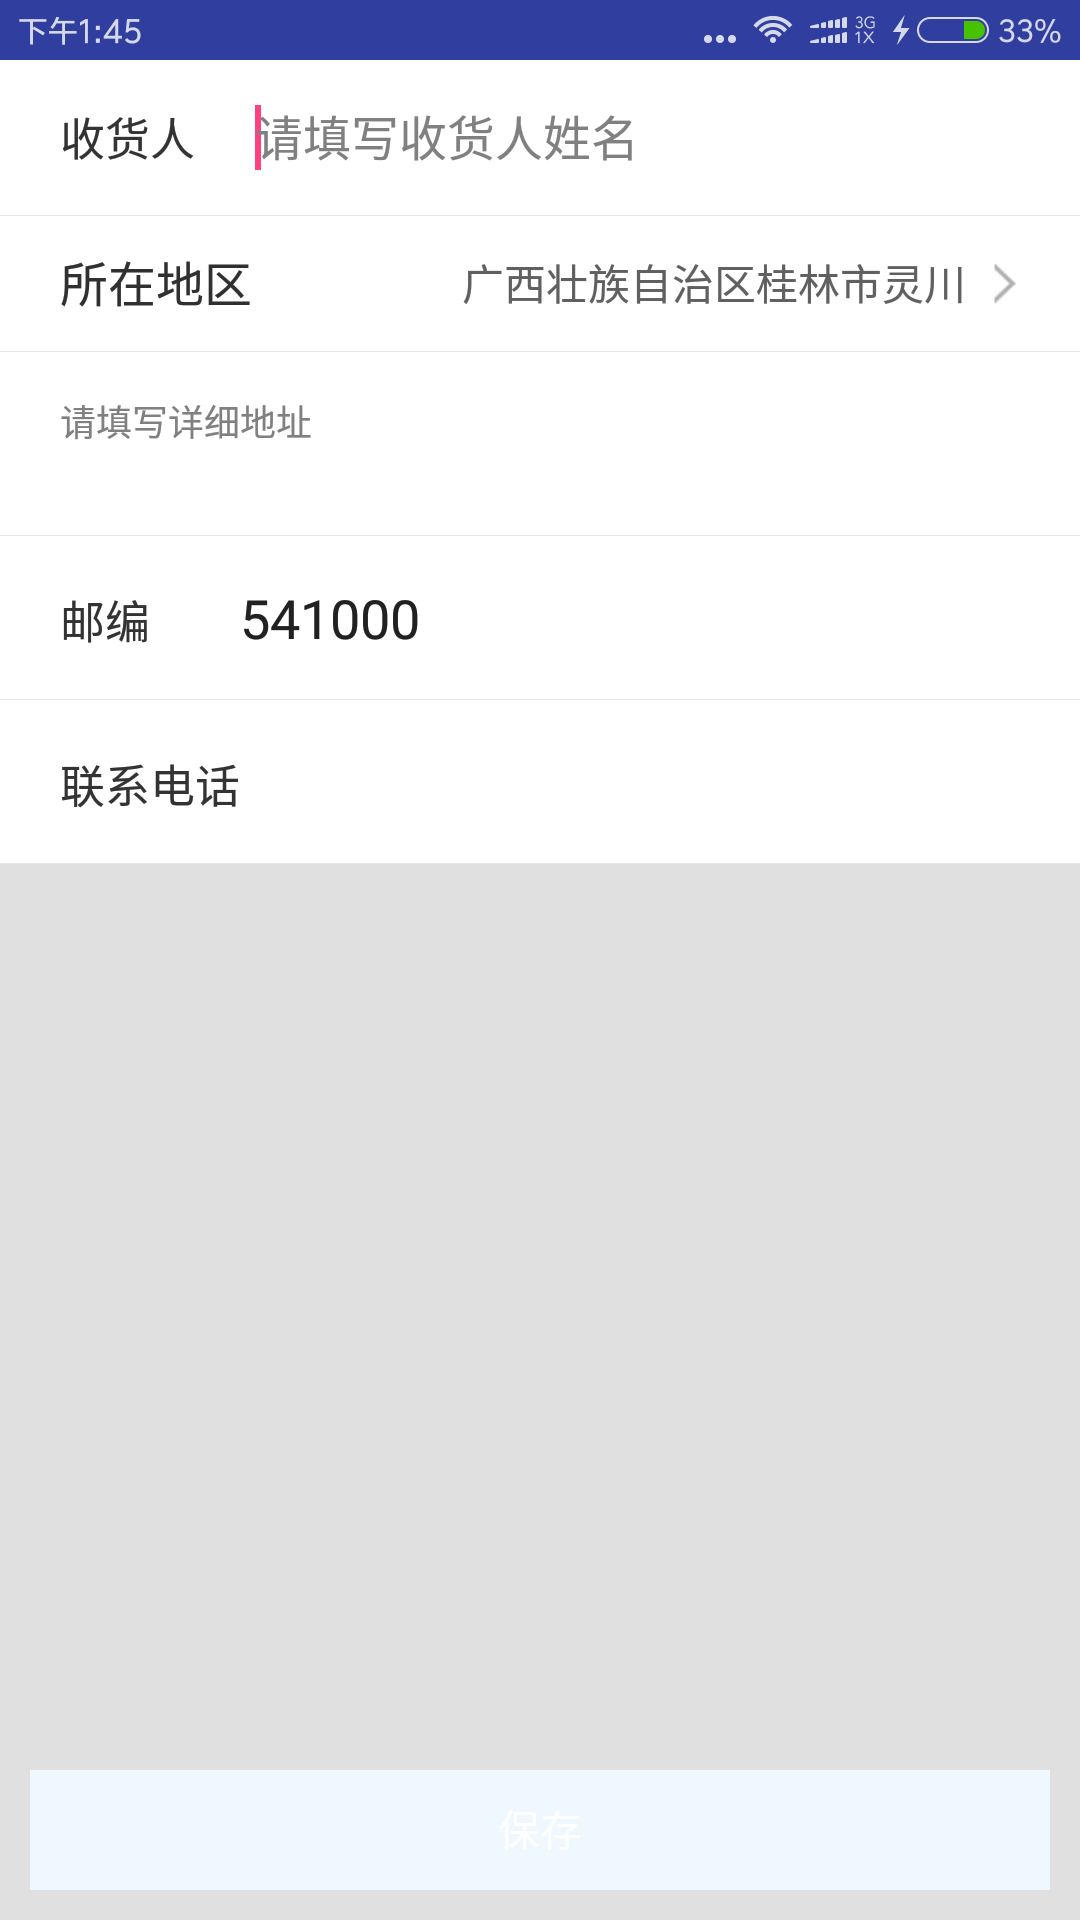 下午1:45 ... 3G 1X 33%
收货人 请填写收货人姓名
所在地区 广西壮族自治区桂林市灵川
请填写详细地址
邮编 541000
联系电话
保存